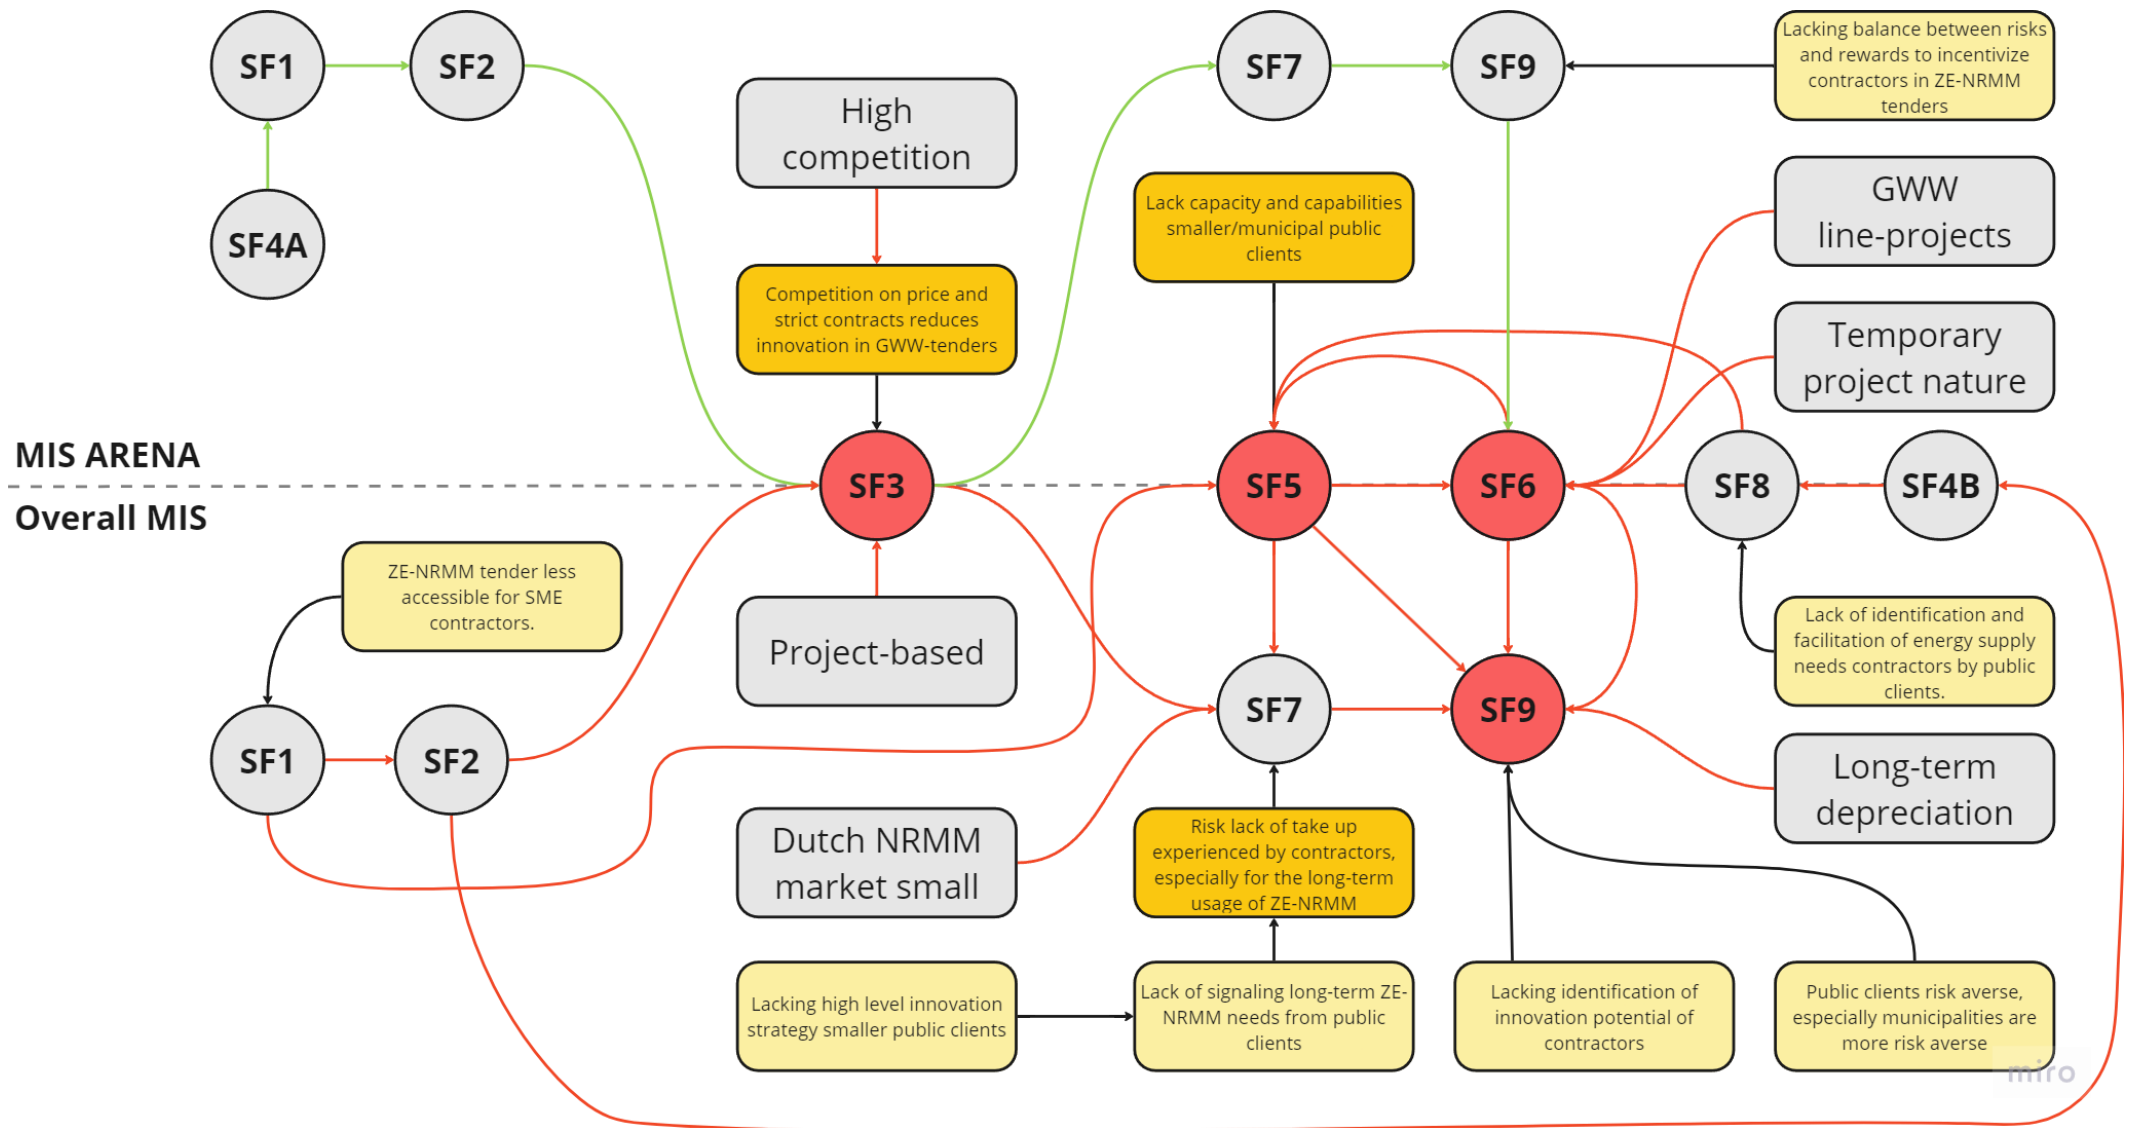 SF1
SF2
SF4A
High
competition
Competition on price and
strict contracts reduces
innovation in GWW-tenders
SF7
SF9
Lacking balance between risks
and rewards to incentivize
contractors in ZE-NRMM
tenders
Lack capacity and capabilities
smaller/municipal public
clients
GWW
line-projects
Temporary
project nature
MIS ARENA
Overall MIS
SF3
SF5
SF6
SF8
SF4B
ZE-NRMM tender less
accessible for SME
contractors.
Project-based
Lack of identification and
facilitation of energy supply
needs contractors by public
clients.
SF1
SF2
SF7
SF9
Long-term
depreciation
Dutch NRMM
market small
Risk lack of take up
experienced by contractors,
especially for the long-term
usage of ZE-NRMM
Lacking high level innovation
strategy smaller public clients
Lack of signaling long-term ZE-
NRMM needs from public
clients
Lacking identification of
innovation potential of
contractors
Public clients risk averse,
especially municipalities are
more risk averse
miro